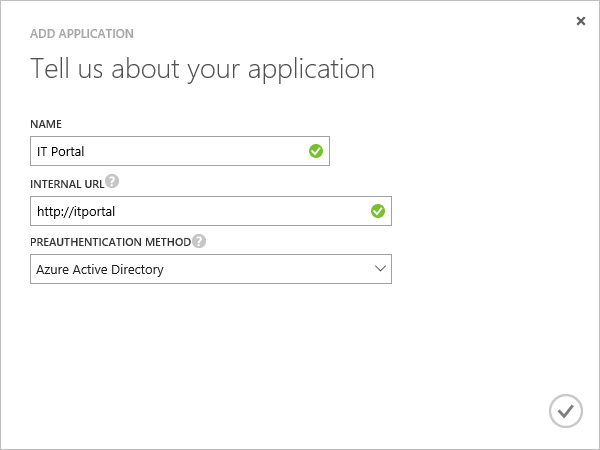 ADD APPLICATION
Tell us about your application
NAME
IT Portal
INTERNAL URL ?
http://itportal
PREAUTHENTICATION METHOD ?
Azure Active Directory